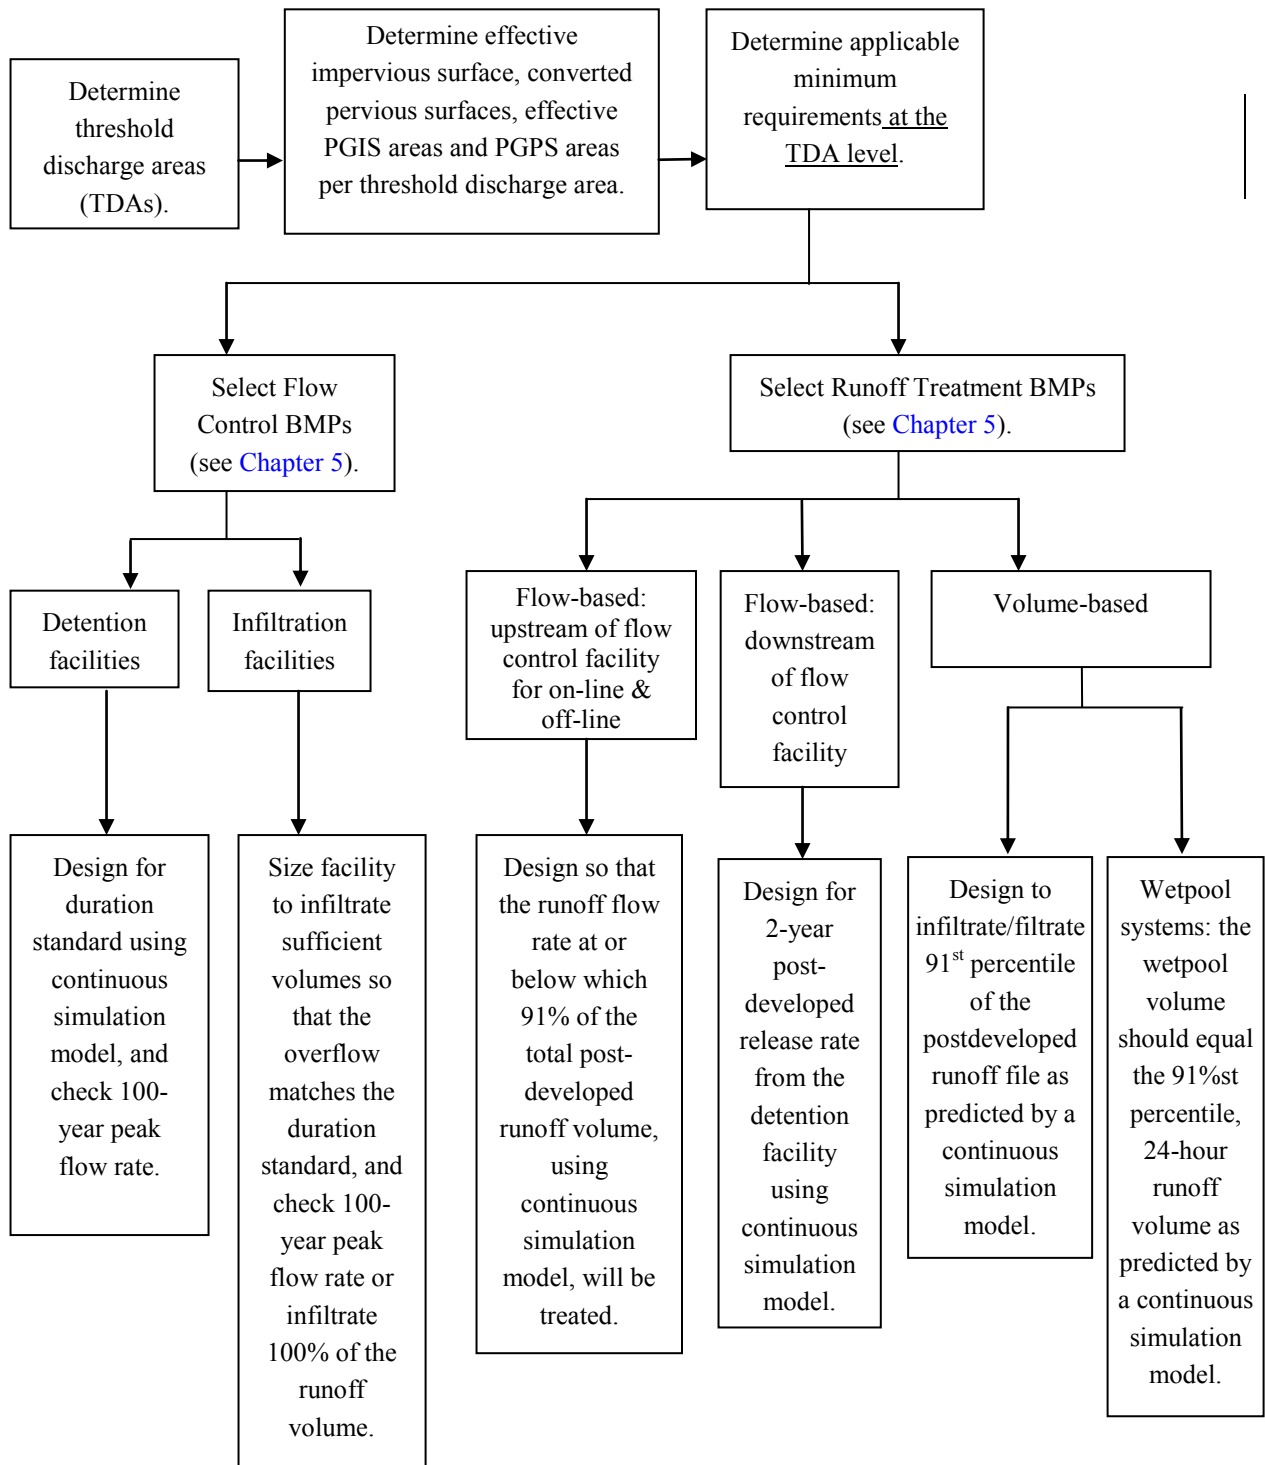 Determine
threshold
discharge areas
(TDAs).
Determine effective
impervious surface, converted
pervious surfaces, effective
PGIS areas and PGPS areas
per threshold discharge area.
Determine applicable
minimum
requirements at the
TDA level.
Select Flow
Control BMPs
(see Chapter 5).
Select Runoff Treatment BMPs
(see Chapter 5).
Detention
facilities
Infiltration
facilities
Flow-based:
upstream of flow
control facility
for on-line &
off-line
Flow-based:
downstream
of flow
control
facility
Volume-based
Design for
duration
standard using
continuous
simulation
model, and
check 100-
year peak
flow rate.
Size facility
to infiltrate
sufficient
volumes so
that the
overflow
matches the
duration
standard, and
check 100-
year peak
flow rate or
infiltrate
100% of the
runoff
volume.
Design so that
the runoff flow
rate at or
below which
91% of the
total post-
developed
runoff volume,
using
continuous
simulation
model, will be
treated.
Design for
2-year
post-
developed
release rate
from the
detention
facility
using
continuous
simulation
model.
Design to
infiltrate/filtrate
91st percentile
of the
postdeveloped
runoff file as
predicted by a
continuous
simulation
model.
Wetpool
systems: the
wetpool
volume
should equal
the 91%st
percentile,
24-hour
runoff
volume as
predicted by
a continuous
simulation
model.